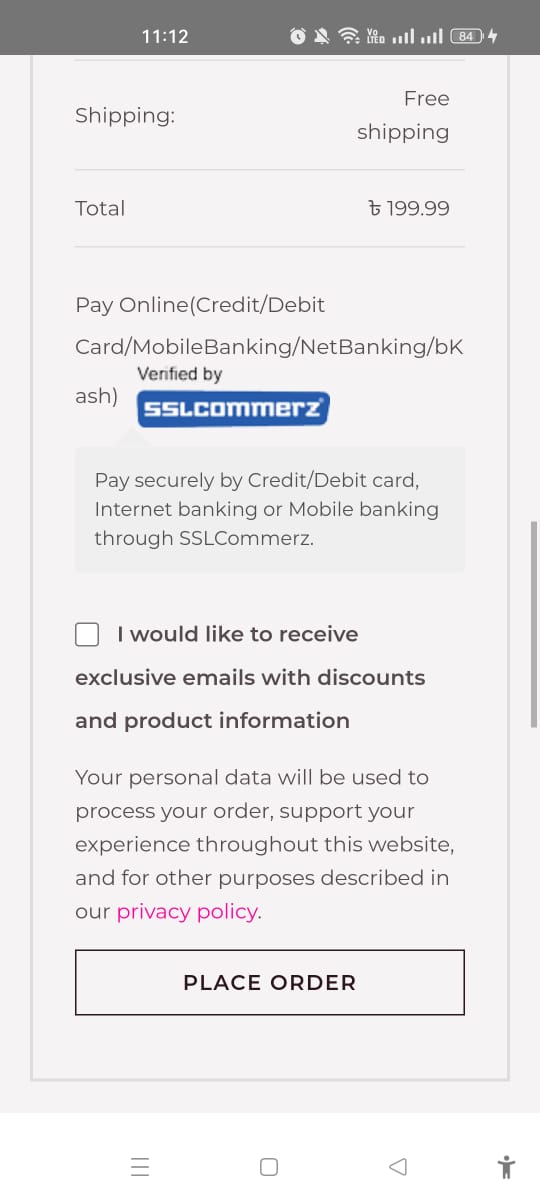 11:12
Vo
LTED
84
Shipping:
Free
shipping
Total
৳ 199.99
Pay Online(Credit/Debit
Card/MobileBanking/NetBanking/bK
ash)
Verified by
SSLCOMMERZ
Pay securely by Credit/Debit card,
Internet banking or Mobile banking
through SSLCommerz.
I would like to receive
exclusive emails with discounts
and product information
Your personal data will be used to
process your order, support your
experience throughout this website,
and for other purposes described in
our privacy policy.
PLACE ORDER